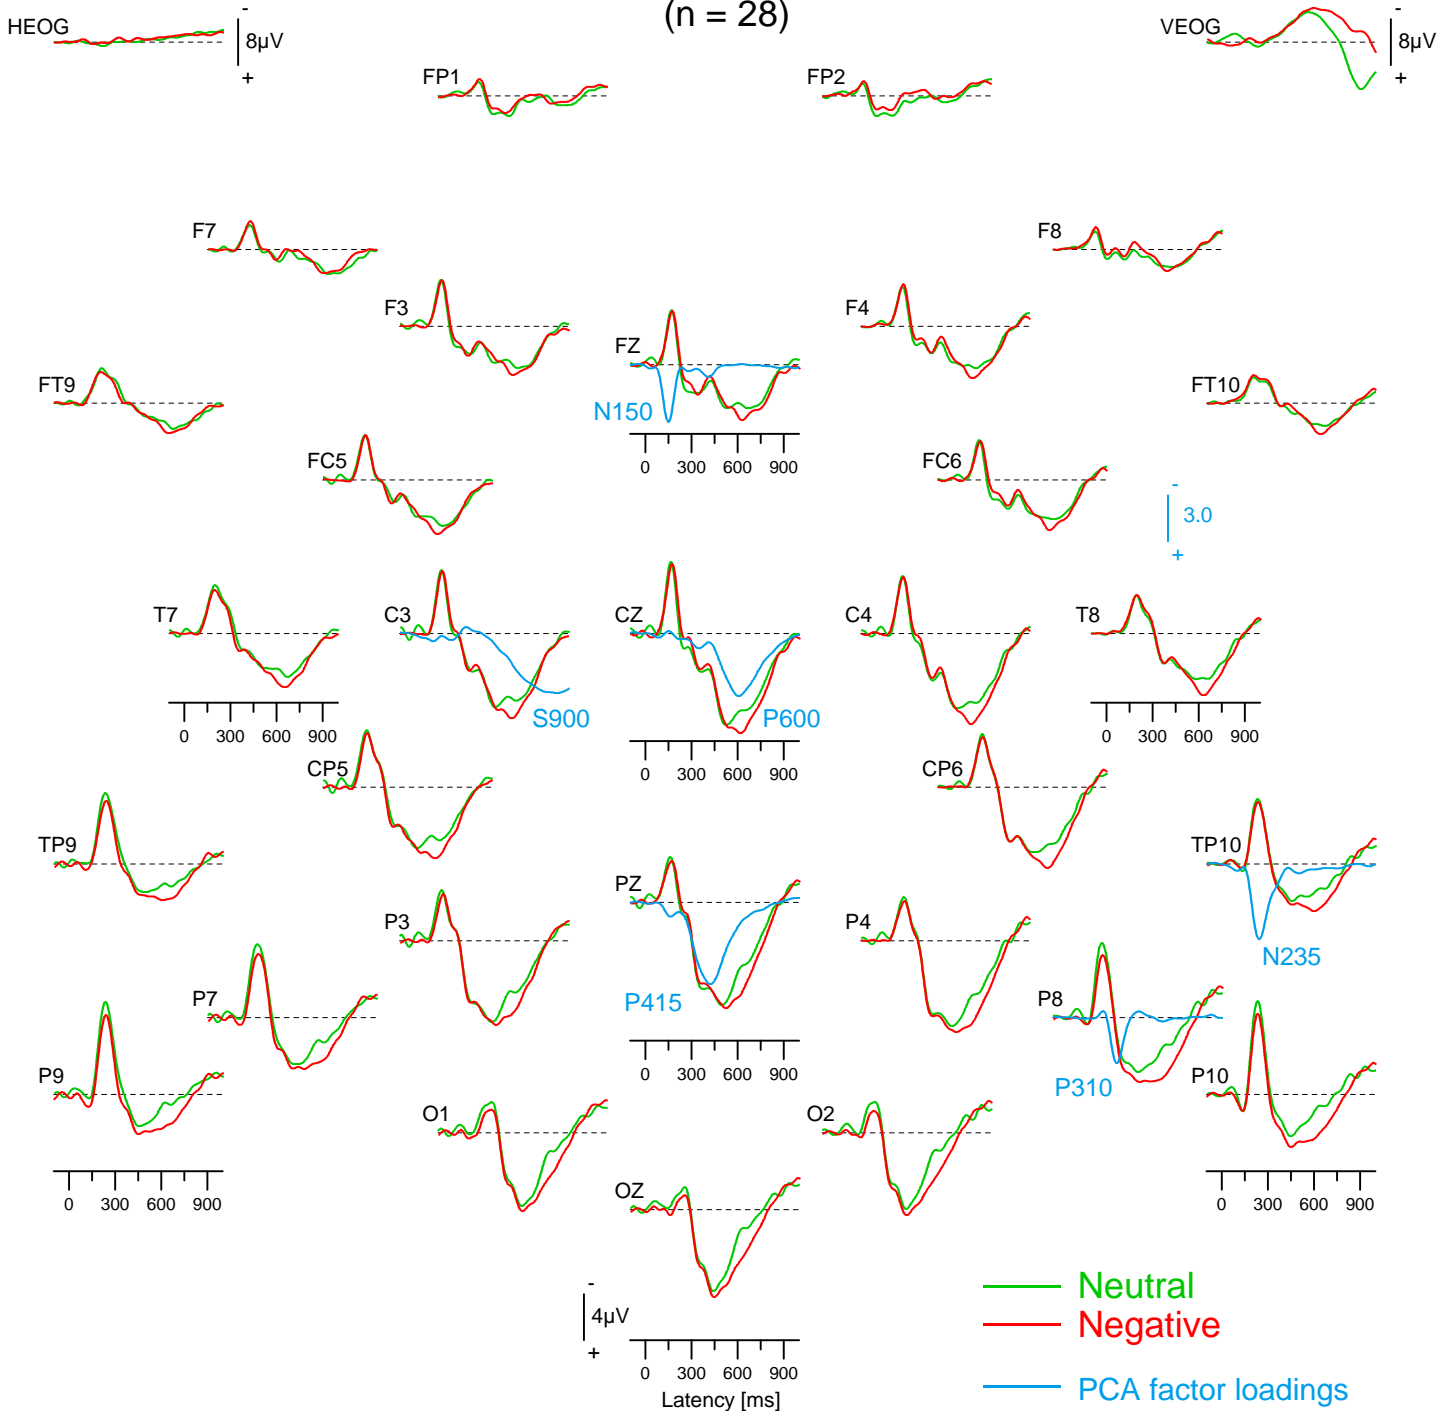 (n = 28)
HEOG
-
8µV
+
VEOG
-
8µV
+
FP1
FP2
F7
F8
F3
F4
FZ
N150
0 300 600 900
FT9
FT10
FC5
FC6
-
3.0
+
T7
0 300 600 900
C3
S900
CZ
P600
0 300 600 900
C4
T8
0 300 600 900
CP5
CP6
TP9
TP10
N235
PZ
P415
0 300 600 900
P3
P4
P7
P8
P310
P9
0 300 600 900
P10
0 300 600 900
O1
O2
OZ
-
4µV
+
0 300 600 900
Latency [ms]
Neutral
Negative
PCA factor loadings